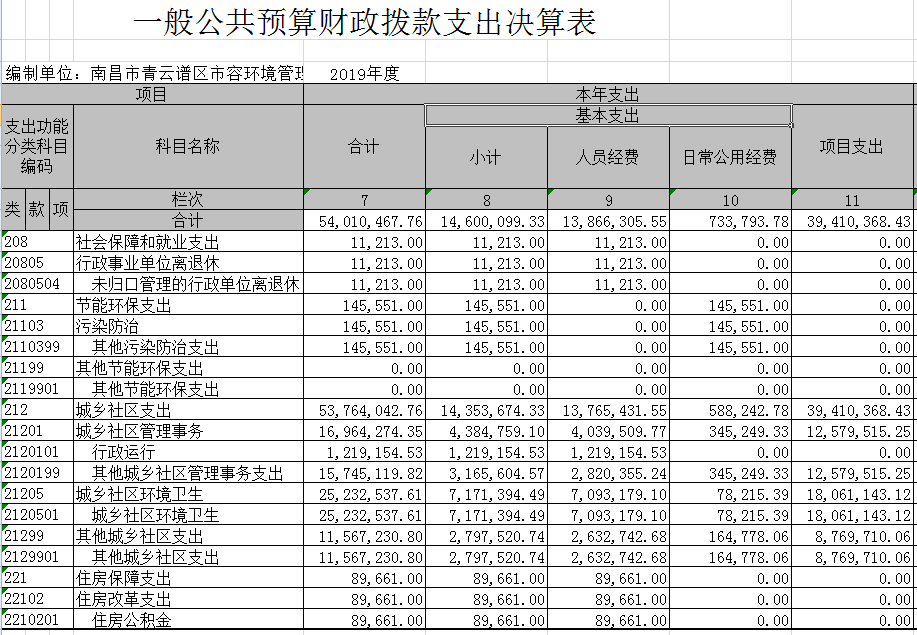 一般公共预算财政拨款支出决算表
编制单位：南昌市青云谱区市容环境管理 2019年度
项目 本年支出
支出功能分类科目编码 科目名称 合计 基本支出 项目支出
小计 人员经费 日常公用经费
类 款 项 栏次 7 8 9 10 11
合计 54,010,467.76 14,600,099.33 13,866,305.55 733,793.78 39,410,368.43
208 社会保障和就业支出 11,213.00 11,213.00 11,213.00 0.00 0.00
20805 行政事业单位离退休 11,213.00 11,213.00 11,213.00 0.00 0.00
2080504 未归口管理的行政单位离退休 11,213.00 11,213.00 11,213.00 0.00 0.00
211 节能环保支出 145,551.00 145,551.00 0.00 145,551.00 0.00
21103 污染防治 145,551.00 145,551.00 0.00 145,551.00 0.00
2110399 其他污染防治支出 145,551.00 145,551.00 0.00 145,551.00 0.00
21199 其他节能环保支出 0.00 0.00 0.00 0.00 0.00
2119901 其他节能环保支出 0.00 0.00 0.00 0.00 0.00
212 城乡社区支出 53,764,042.76 14,353,674.33 13,765,431.55 588,242.78 39,410,368.43
21201 城乡社区管理事务 16,964,274.35 4,384,759.10 4,039,509.77 345,249.33 12,579,515.25
2120101 行政运行 1,219,154.53 1,219,154.53 1,219,154.53 0.00 0.00
2120199 其他城乡社区管理事务支出 15,745,119.82 3,165,604.57 2,820,355.24 345,249.33 12,579,515.25
21205 城乡社区环境卫生 25,232,537.61 7,171,394.49 7,093,179.10 78,215.39 18,061,143.12
2120501 城乡社区环境卫生 25,232,537.61 7,171,394.49 7,093,179.10 78,215.39 18,061,143.12
21299 其他城乡社区支出 11,567,230.80 2,797,520.74 2,632,742.68 164,778.06 8,769,710.06
2129901 其他城乡社区支出 11,567,230.80 2,797,520.74 2,632,742.68 164,778.06 8,769,710.06
221 住房保障支出 89,661.00 89,661.00 89,661.00 0.00 0.00
22102 住房改革支出 89,661.00 89,661.00 89,661.00 0.00 0.00
2210201 住房公积金 89,661.00 89,661.00 89,661.00 0.00 0.00